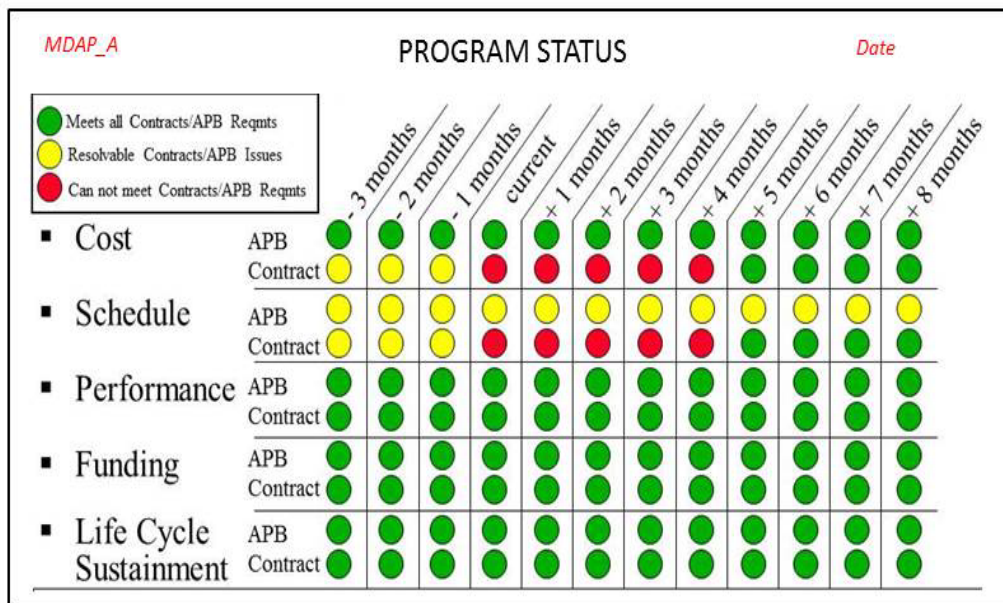 MDAP_A
PROGRAM STATUS
Date
Meets all Contracts/APB Reqmts
Resolvable Contracts/APB Issues
Can not meet Contracts/APB Reqmts
- 3 months
- 2 months
- 1 months
current
+ 1 months
+ 2 months
+ 3 months
+ 4 months
+ 5 months
+ 6 months
+ 7 months
+ 8 months
▪ Cost
APB
Contract
▪ Schedule
APB
Contract
▪ Performance
APB
Contract
▪ Funding
APB
Contract
▪ Life Cycle
Sustainment
APB
Contract